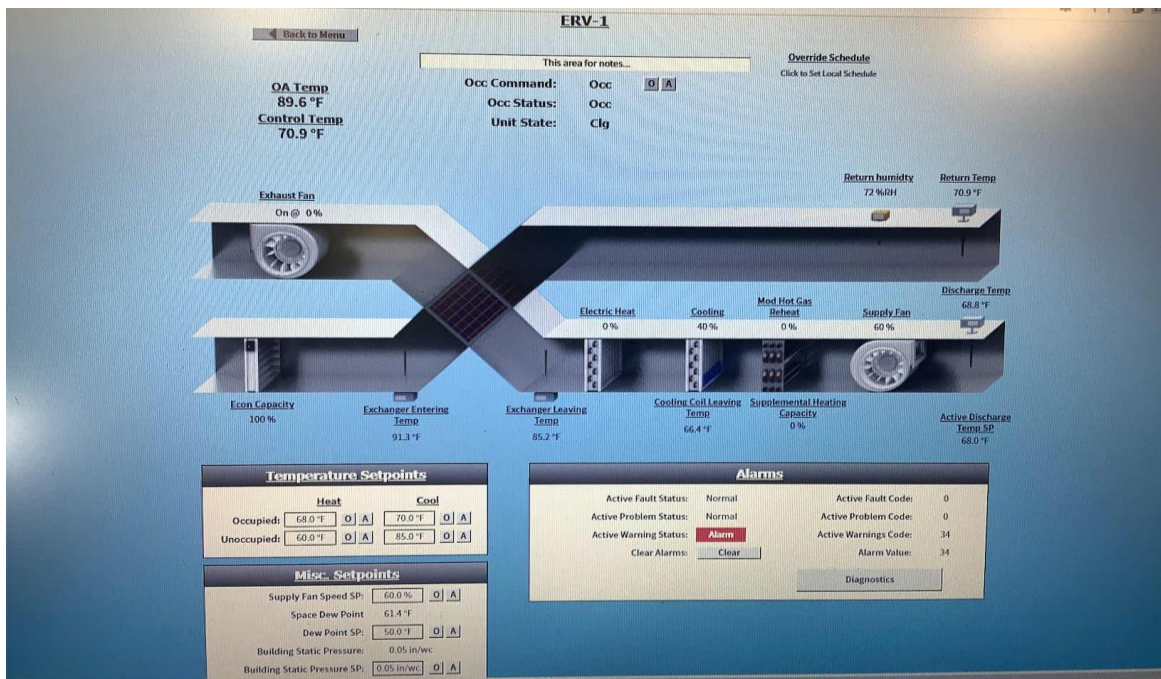 ERV-1
Back to Menu
This area for notes...
Override Schedule
Click to Set Local Schedule
OA Temp
89.6 °F
Control Temp
70.9 °F
Occ Command: Occ O A
Occ Status: Occ
Unit State: Clg
Return humidty
72 %RH
Return Temp
70.9 °F
Exhaust Fan
On @ 0%
Discharge Temp
68.8 °F
Electric Heat
0 %
Cooling
40 %
Mod Hot Gas
Reheat
0 %
Supply Fan
60 %
Econ Capacity
100 %
Exchanger Entering
Temp
91.3 °F
Exchanger Leaving
Temp
85.2 °F
Cooling Coil Leaving
Temp
66.4 °F
Supplemental Heating
Capacity
0 %
Active Discharge
Temp SP
68.0 °F
Temperature Setpoints
Heat Cool
Occupied: 68.0 °F O A 70.0 °F O A
Unoccupied: 60.0 °F O A 85.0 °F O A
Misc. Setpoints
Supply Fan Speed SP: 60.0 % O A
Space Dew Point 61.4 °F
Dew Point SP: 50.0 °F O A
Building Static Pressure: 0.05 in/wc
Building Static Pressure SP: 0.05 in/wc O A
Alarms
Active Fault Status: Normal Active Fault Code: 0
Active Problem Status: Normal Active Problem Code: 0
Active Warning Status: Alarm Active Warnings Code: 34
Clear Alarms: Clear Alarm Value: 34
Diagnostics